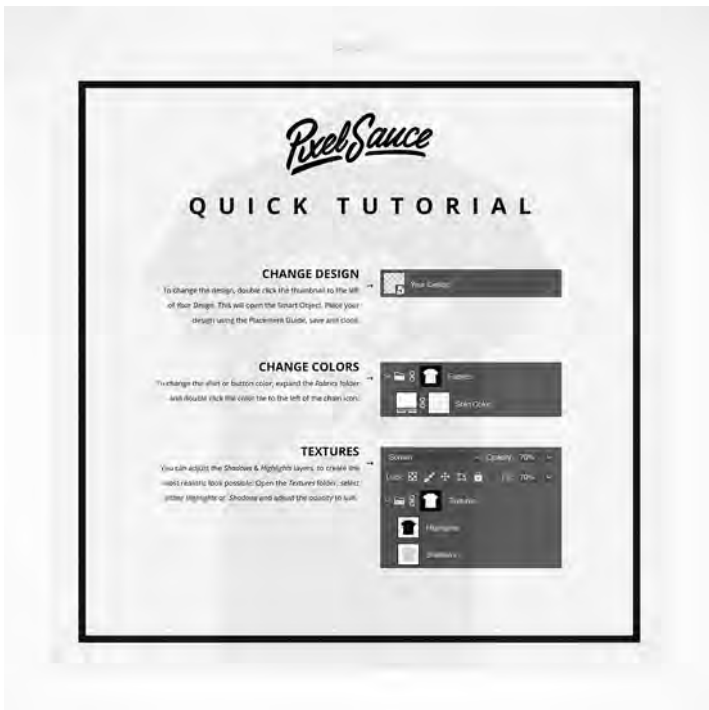 PixelSauce
QUICK TUTORIAL
CHANGE DESIGN
To change the design, double click the thumbnail to the left
of Your Design. This will open the Smart Object. Place your
design using the Placement Guide, save and close.
Your Design
CHANGE COLORS
To change the shirt or button color, expand the Fabrics folder
and double click the color tile to the left of the chain icon.
Fabrics
Shirt Color
TEXTURES
You can adjust the Shadows & Highlights layers, to create the
most realistic look possible. Open the Textures folder, select
either Highlights or Shadows and adjust the opacity to suit.
Screen Opacity: 70%
Lock: Fill: 70%
Textures
Highlights
Shadows